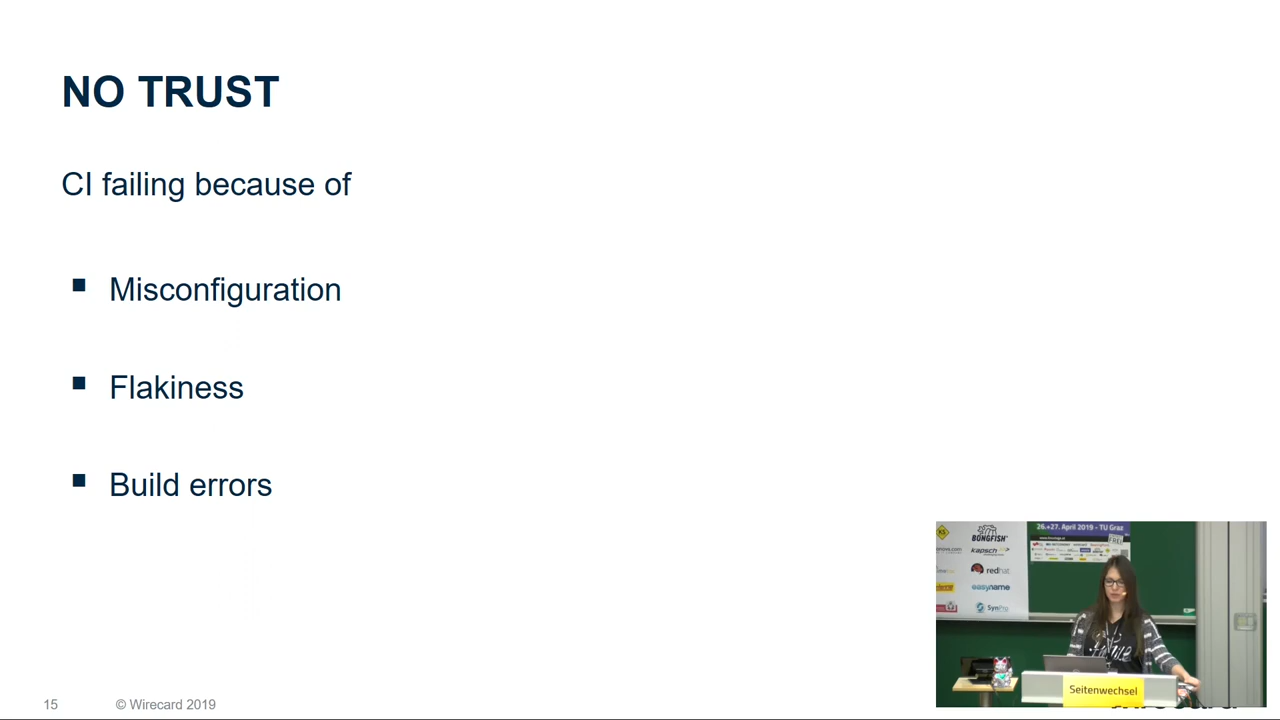 NO TRUST
CI failing because of
▪ Misconfiguration
▪ Flakiness
▪ Build errors
15 © Wirecard 2019
26.+27. April 2019 - TU Graz
BONGFISH
kapsch
redhat
easyname
SynPro
Seitenwechsel